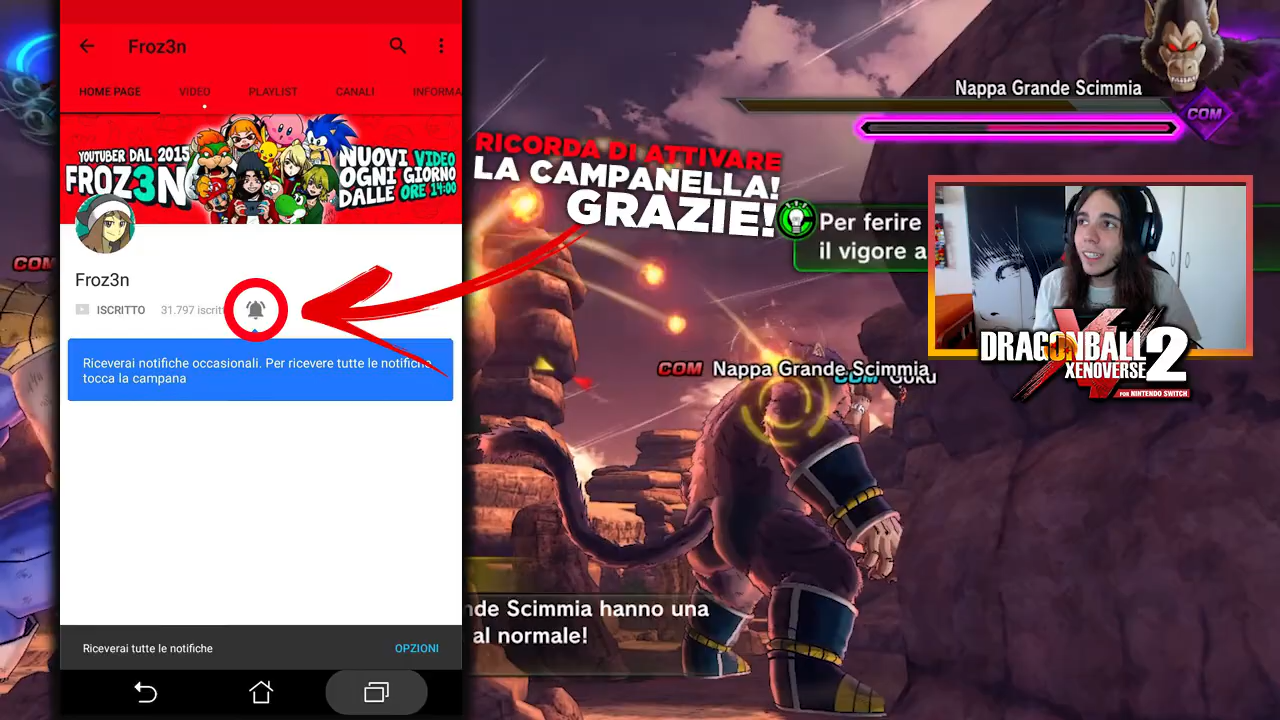 Froz3n
HOME PAGE VIDEO PLAYLIST CANALI INFORMA
YOUTUBER DAL 2015
FROZ3N
NUOVI VIDEO
OGNI GIORNO
DALLE ORE 14:00
Froz3n
ISCRITTO 31.797 iscritt
Riceverai notifiche occasionali. Per ricevere tutte le notifiche,
tocca la campana
Riceverai tutte le notifiche OPZIONI
RICORDA DI ATTIVARE
LA CAMPANELLA!
GRAZIE!
Nappa Grande Scimmia
COM
Per ferire
il vigore a
DRAGONBALL
XENOVERSE 2
FOR NINTENDO SWITCH
COM
COM Nappa Grande Scimmia
COM Goku
nde Scimmia hanno una
al normale!